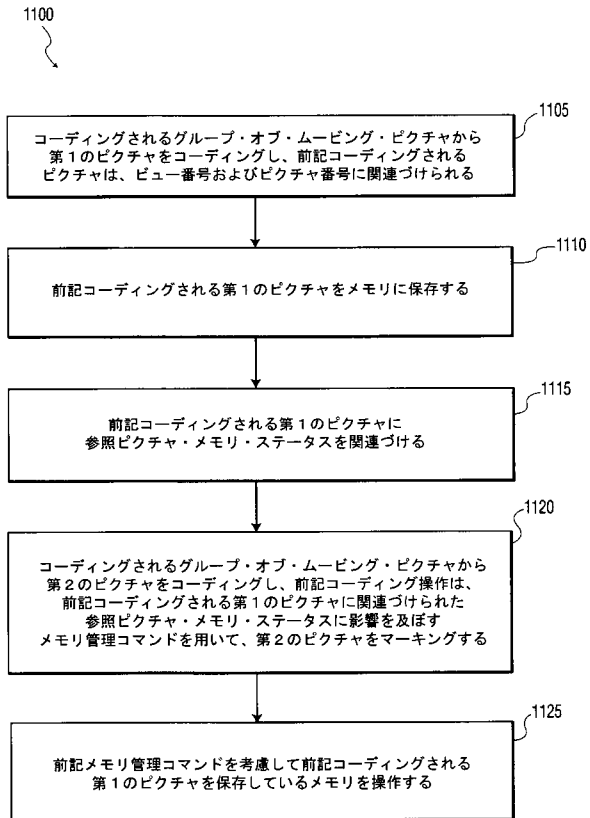 1100
1105
コーディングされるグループ・オブ・ムービング・ピクチャから
第1のピクチャをコーディングし、前記コーディングされる
ピクチャは、ビュー番号およびピクチャ番号に関連づけられる
1110
前記コーディングされる第1のピクチャをメモリに保存する
1115
前記コーディングされる第1のピクチャに
参照ピクチャ・メモリ・ステータスを関連づける
1120
コーディングされるグループ・オブ・ムービング・ピクチャから
第2のピクチャをコーディングし、前記コーディング操作は、
前記コーディングされる第1のピクチャに関連づけられた
参照ピクチャ・メモリ・ステータスに影響を及ぼす
メモリ管理コマンドを用いて、第2のピクチャをマーキングする
1125
前記メモリ管理コマンドを考慮して前記コーディングされる
第1のピクチャを保存しているメモリを操作する